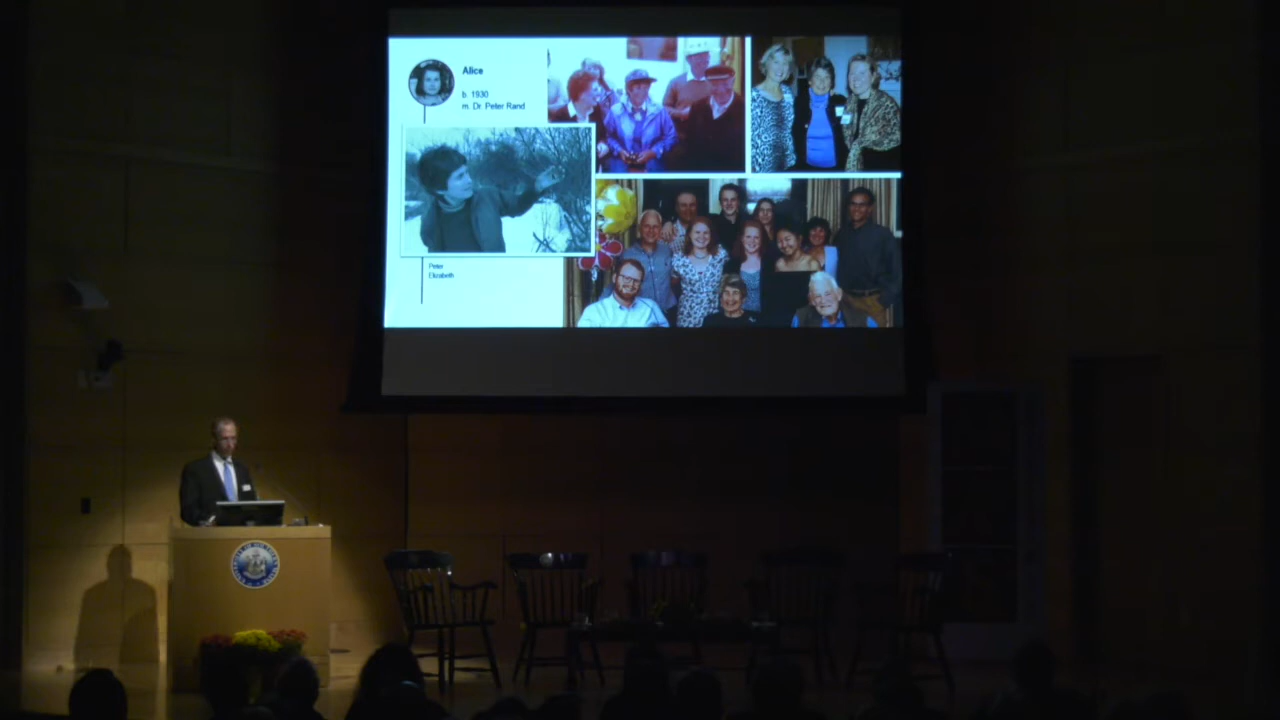 Alice
b. 1930
m. Dr. Peter Rand
Peter
Elizabeth